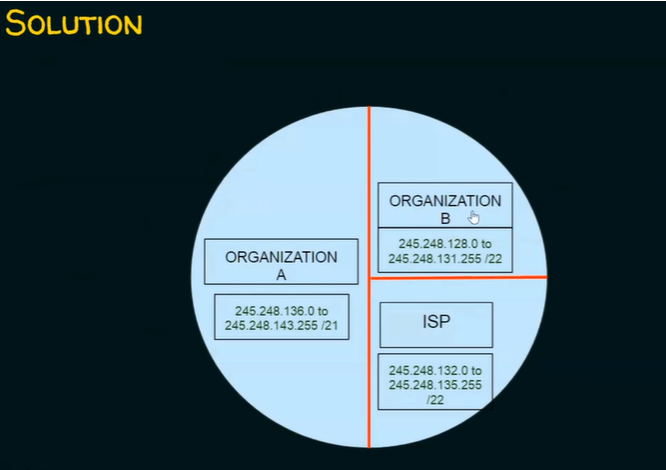 SOLUTION
ORGANIZATION
A
245.248.136.0 to
245.248.143.255 /21
ORGANIZATION
B
245.248.128.0 to
245.248.131.255 /22
ISP
245.248.132.0 to
245.248.135.255
/22